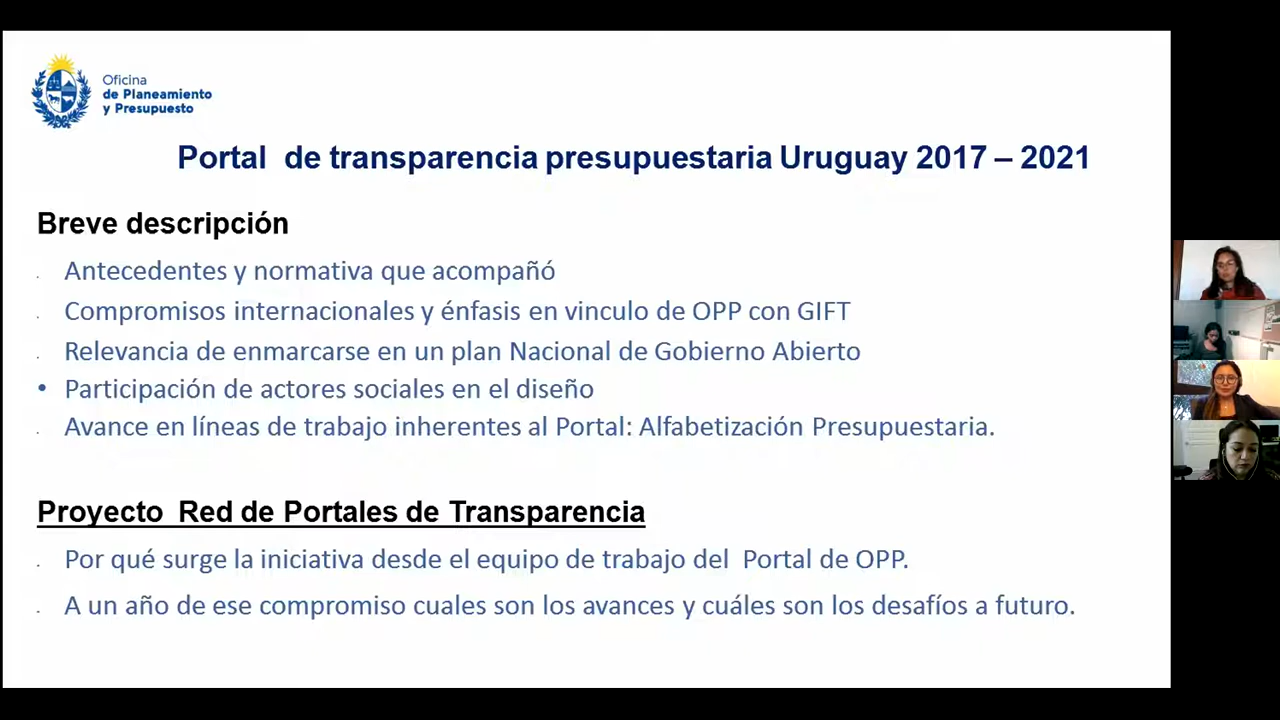 Oficina
de Planeamiento
y Presupuesto
Portal de transparencia presupuestaria Uruguay 2017 – 2021
Breve descripción
Antecedentes y normativa que acompañó
Compromisos internacionales y énfasis en vinculo de OPP con GIFT
Relevancia de enmarcarse en un plan Nacional de Gobierno Abierto
• Participación de actores sociales en el diseño
Avance en líneas de trabajo inherentes al Portal: Alfabetización Presupuestaria.
Proyecto Red de Portales de Transparencia
Por qué surge la iniciativa desde el equipo de trabajo del Portal de OPP.
A un año de ese compromiso cuales son los avances y cuáles son los desafíos a futuro.